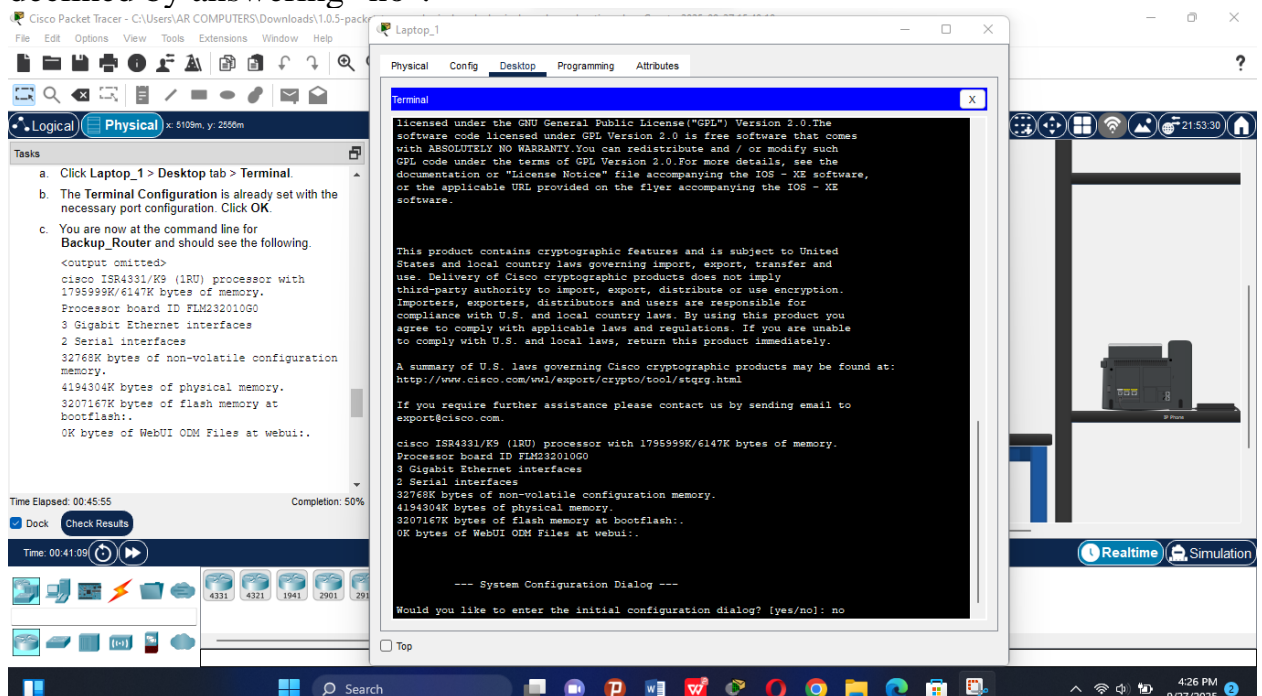 declined by answering "no".
Cisco Packet Tracer - C:\Users\AR COMPUTERS\Downloads\1.0.5-pack
File Edit Options View Tools Extensions Window Help
Logical Physical x: 5109m, y: 2556m
21:53:30
Tasks
a. Click Laptop_1 > Desktop tab > Terminal.
b. The Terminal Configuration is already set with the
necessary port configuration. Click OK.
c. You are now at the command line for
Backup_Router and should see the following.
<output omitted>
cisco ISR4331/K9 (1RU) processor with
1795999K/6147K bytes of memory.
Processor board ID FLM232010G0
3 Gigabit Ethernet interfaces
2 Serial interfaces
32768K bytes of non-volatile configuration
memory.
4194304K bytes of physical memory.
3207167K bytes of flash memory at
bootflash:.
0K bytes of WebUI ODM Files at webui:.
Time Elapsed: 00:45:55 Completion: 50%
Dock Check Results
Time: 00:41:09
4331 4321 1941 2901 291
Laptop_1
Physical Config Desktop Programming Attributes
Terminal X
licensed under the GNU General Public License("GPL") Version 2.0.The
software code licensed under GPL Version 2.0 is free software that comes
with ABSOLUTELY NO WARRANTY.You can redistribute and / or modify such
GPL code under the terms of GPL Version 2.0.For more details, see the
documentation or "License Notice" file accompanying the IOS - XE software,
or the applicable URL provided on the flyer accompanying the IOS - XE
software.
This product contains cryptographic features and is subject to United
States and local country laws governing import, export, transfer and
use. Delivery of Cisco cryptographic products does not imply
third-party authority to import, export, distribute or use encryption.
Importers, exporters, distributors and users are responsible for
compliance with U.S. and local country laws. By using this product you
agree to comply with applicable laws and regulations. If you are unable
to comply with U.S. and local laws, return this product immediately.
A summary of U.S. laws governing Cisco cryptographic products may be found at:
http://www.cisco.com/wwl/export/crypto/tool/stqrg.html
If you require further assistance please contact us by sending email to
export@cisco.com.
cisco ISR4331/K9 (1RU) processor with 1795999K/6147K bytes of memory.
Processor board ID FLM232010G0
3 Gigabit Ethernet interfaces
2 Serial interfaces
32768K bytes of non-volatile configuration memory.
4194304K bytes of physical memory.
3207167K bytes of flash memory at bootflash:.
0K bytes of WebUI ODM Files at webui:.
--- System Configuration Dialog ---
Would you like to enter the initial configuration dialog? [yes/no]: no
Top
IP Phone
Realtime Simulation
Search
4:26 PM
2